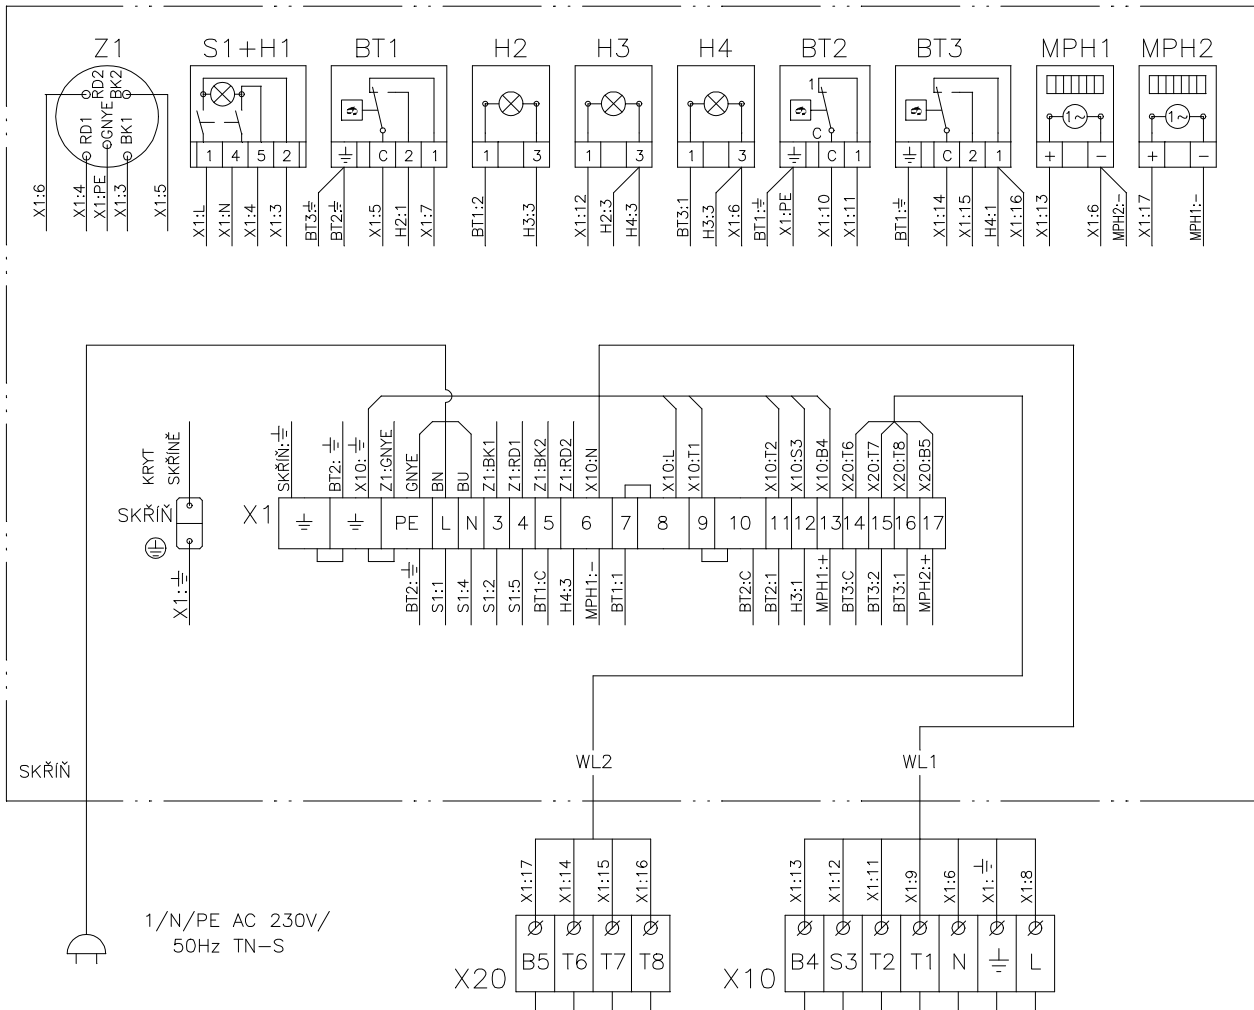 Z1
S1+H1
BT1
H2
H3
H4
BT2
BT3
MPH1
MPH2
RD2
BK2
RD1
GNYE
BK1
X1:6
X1:4
X1:PE
X1:3
X1:5
1 4 5 2
X1:L
X1:N
X1:4
X1:3
C 2 1
BT3:
BT2:
X1:5
H2:1
X1:7
1 3
BT1:2
H3:3
1 3
X1:12
H2:3
H4:3
1 3
BT3:1
H3:3
X1:6
1
C
C 1
BT1:
X1:PE
X1:10
X1:11
C 2 1
BT1:
X1:14
X1:15
H4:1
X1:16
1~
+ −
X1:13
X1:6
MPH2:-
1~
+ −
X1:17
MPH1:-
KRYT
SKŘÍNĚ
SKŘÍŇ
X1:
SKŘÍŇ:
BT2:
X10:
Z1:GNYE
GNYE
BN
BU
Z1:BK1
Z1:RD1
Z1:BK2
Z1:RD2
X10:N
X10:L
X10:T1
X10:T2
X10:S3
X10:B4
X20:T6
X20:T7
X20:T8
X20:B5
X1
PE L N 3 4 5 6 7 8 9 10 11 12 13 14 15 16 17
BT2:
S1:1
S1:4
S1:2
S1:5
BT1:C
H4:3
MPH1:-
BT1:1
BT2:C
BT2:1
H3:1
MPH1:+
BT3:C
BT3:2
BT3:1
MPH2:+
WL2
WL1
SKŘÍŇ
1/N/PE AC 230V/
50Hz TN-S
X1:17
X1:14
X1:15
X1:16
X20
B5 T6 T7 T8
X1:13
X1:12
X1:11
X1:9
X1:6
X1:
X1:8
X10
B4 S3 T2 T1 N L